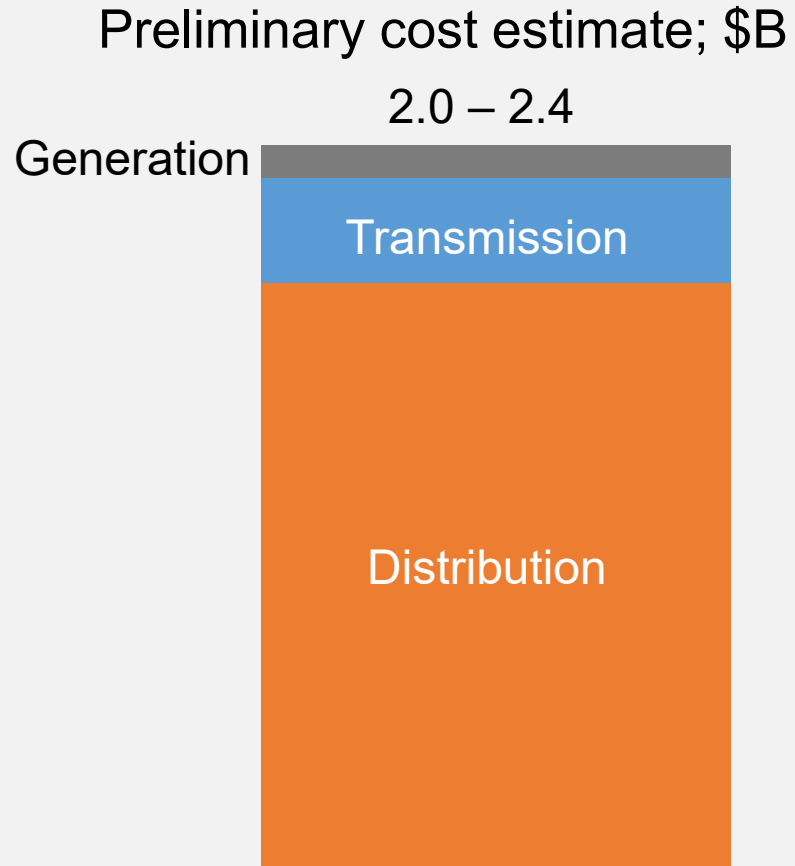 Preliminary cost estimate; $B
2.0 – 2.4
Generation
Transmission
Distribution